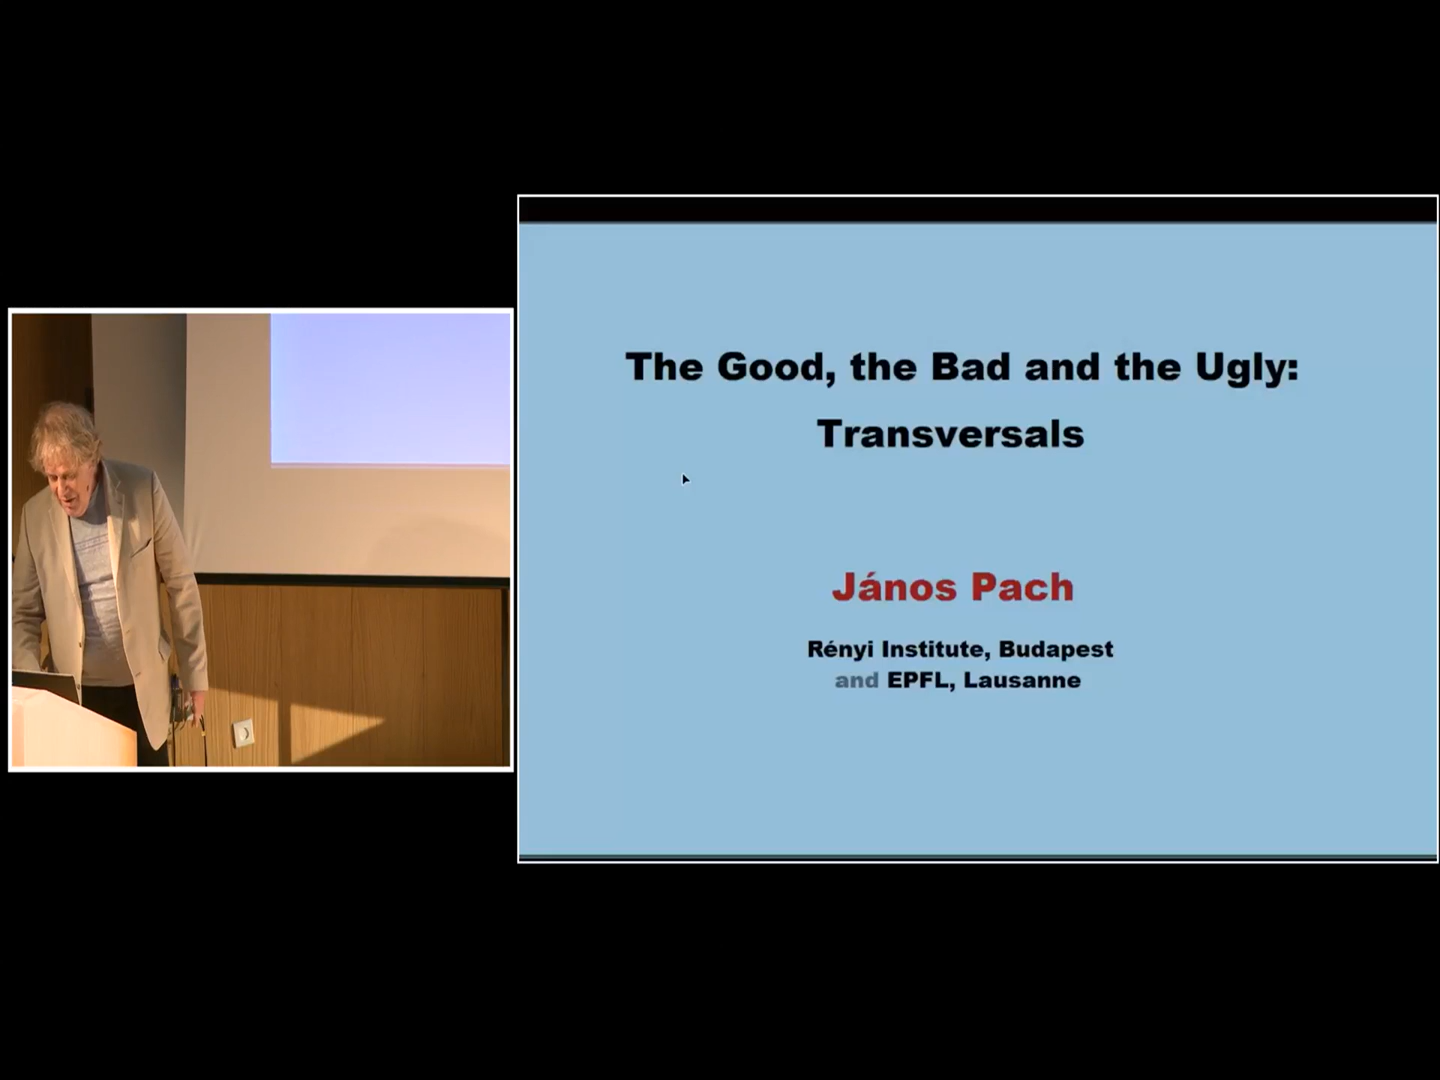 The Good, the Bad and the Ugly:
Transversals
János Pach
Rényi Institute, Budapest
and EPFL, Lausanne